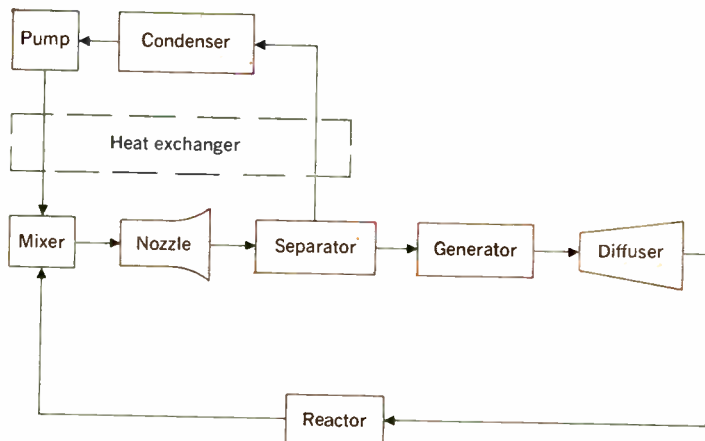 Pump
Condenser
Heat exchanger
Mixer
Nozzle
Separator
Generator
Diffuser
Reactor